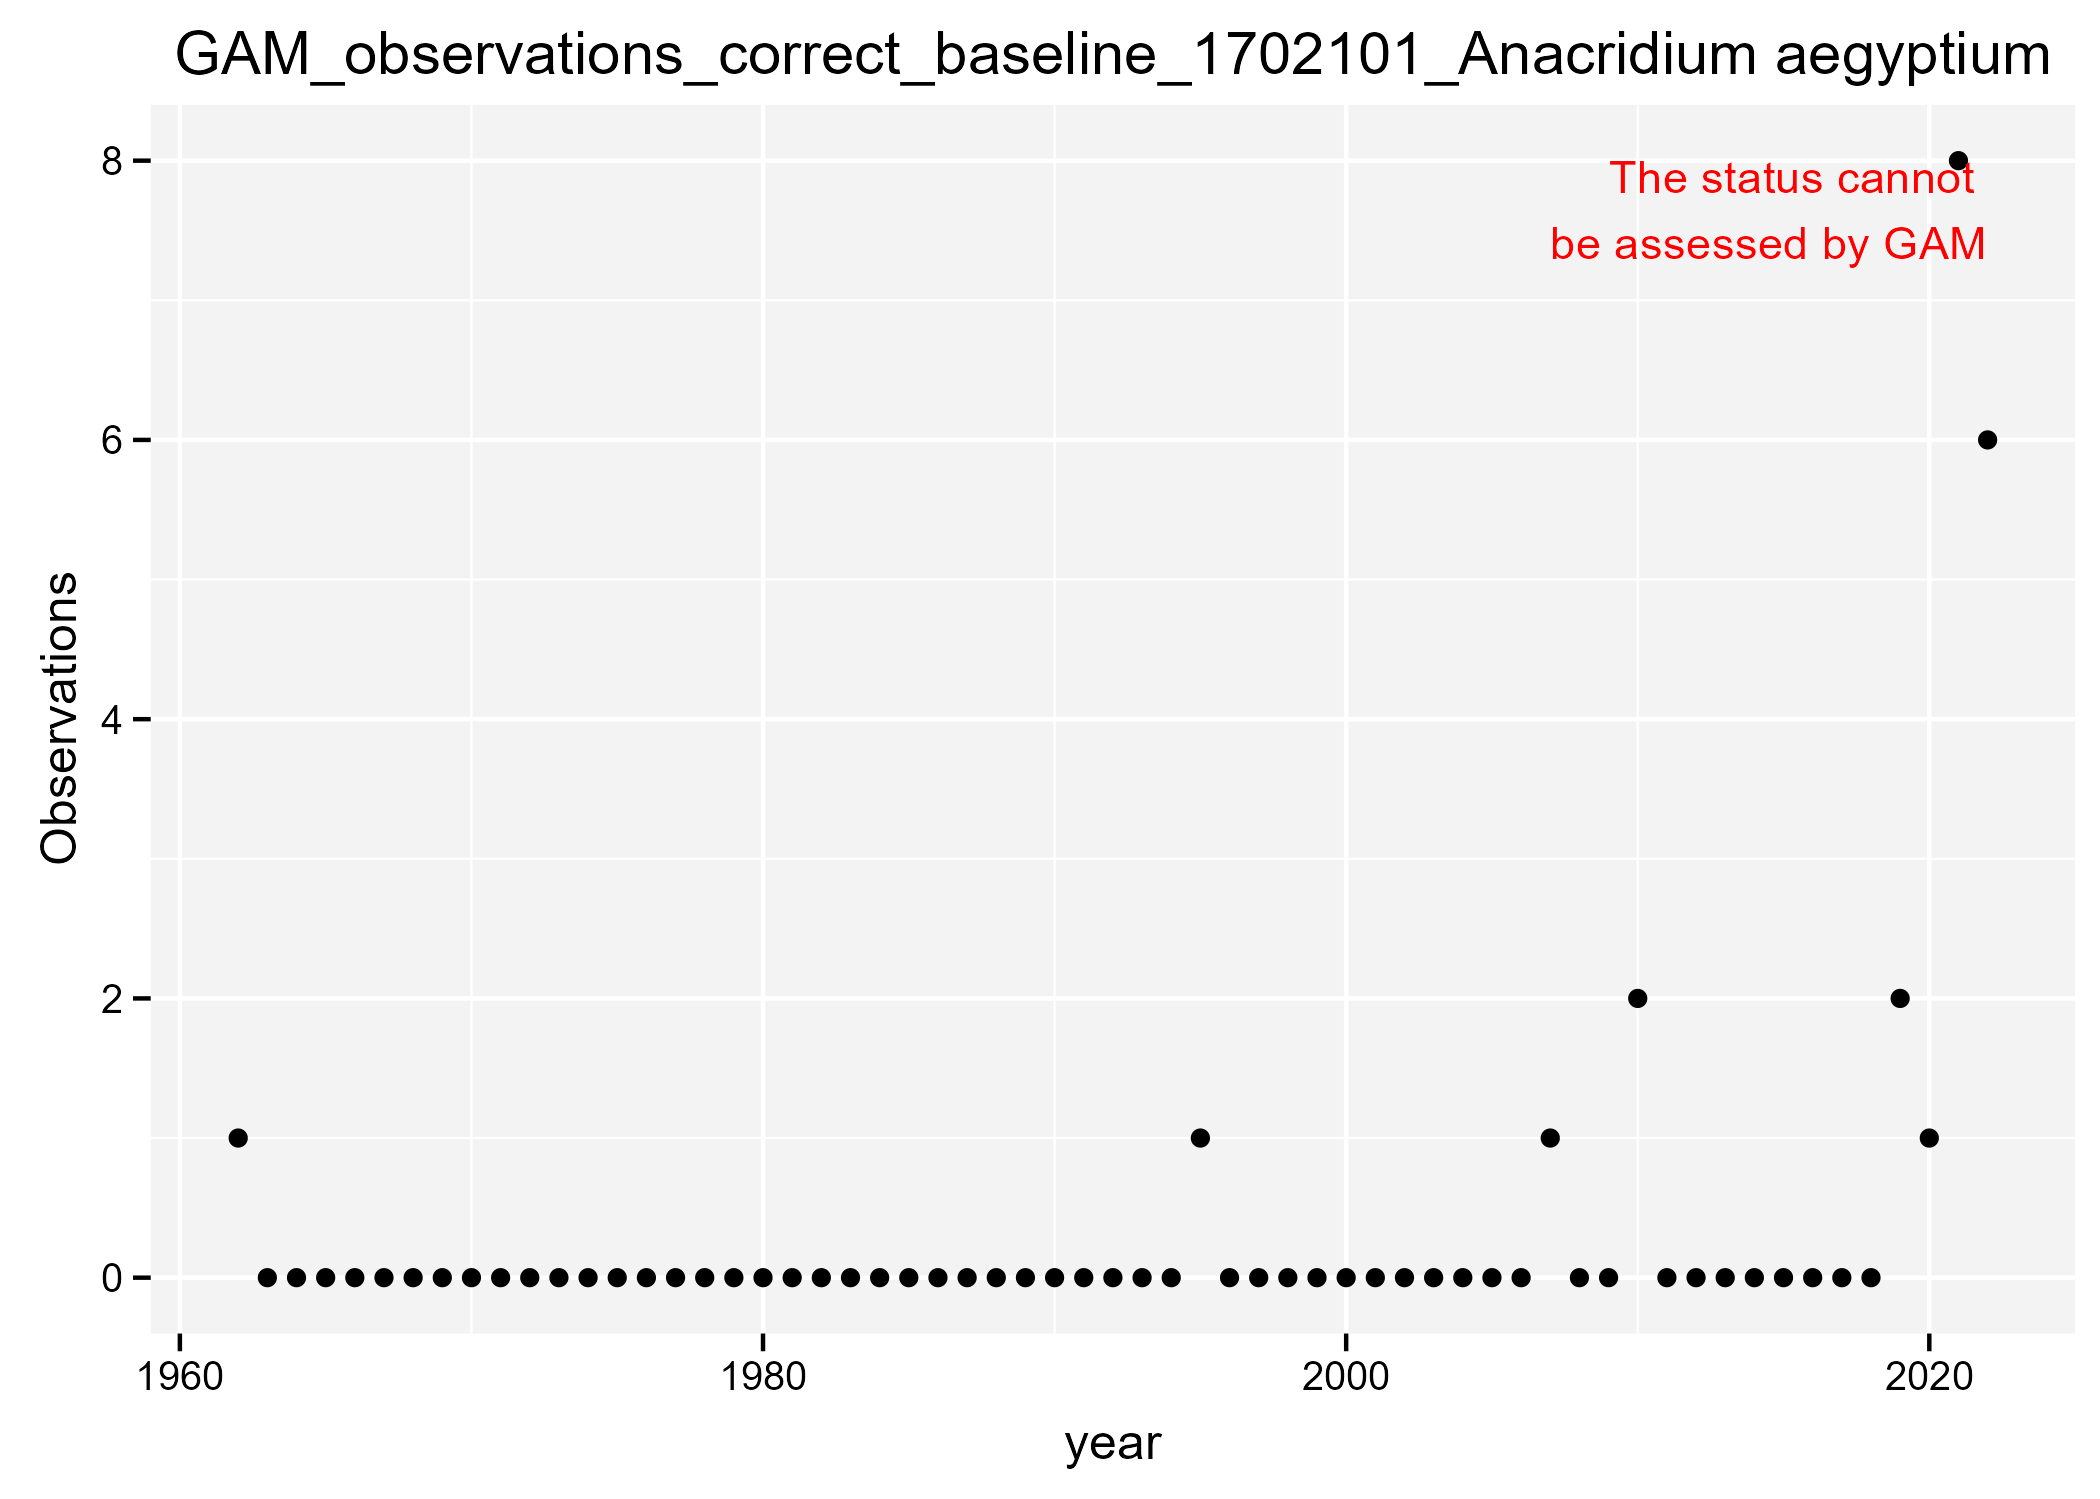 GAM_observations_correct_baseline_1702101_Anacridium aegyptium
8
The status cannot
be assessed by GAM
6
Observations
4
2
0
1960 1980 2000 2020
year